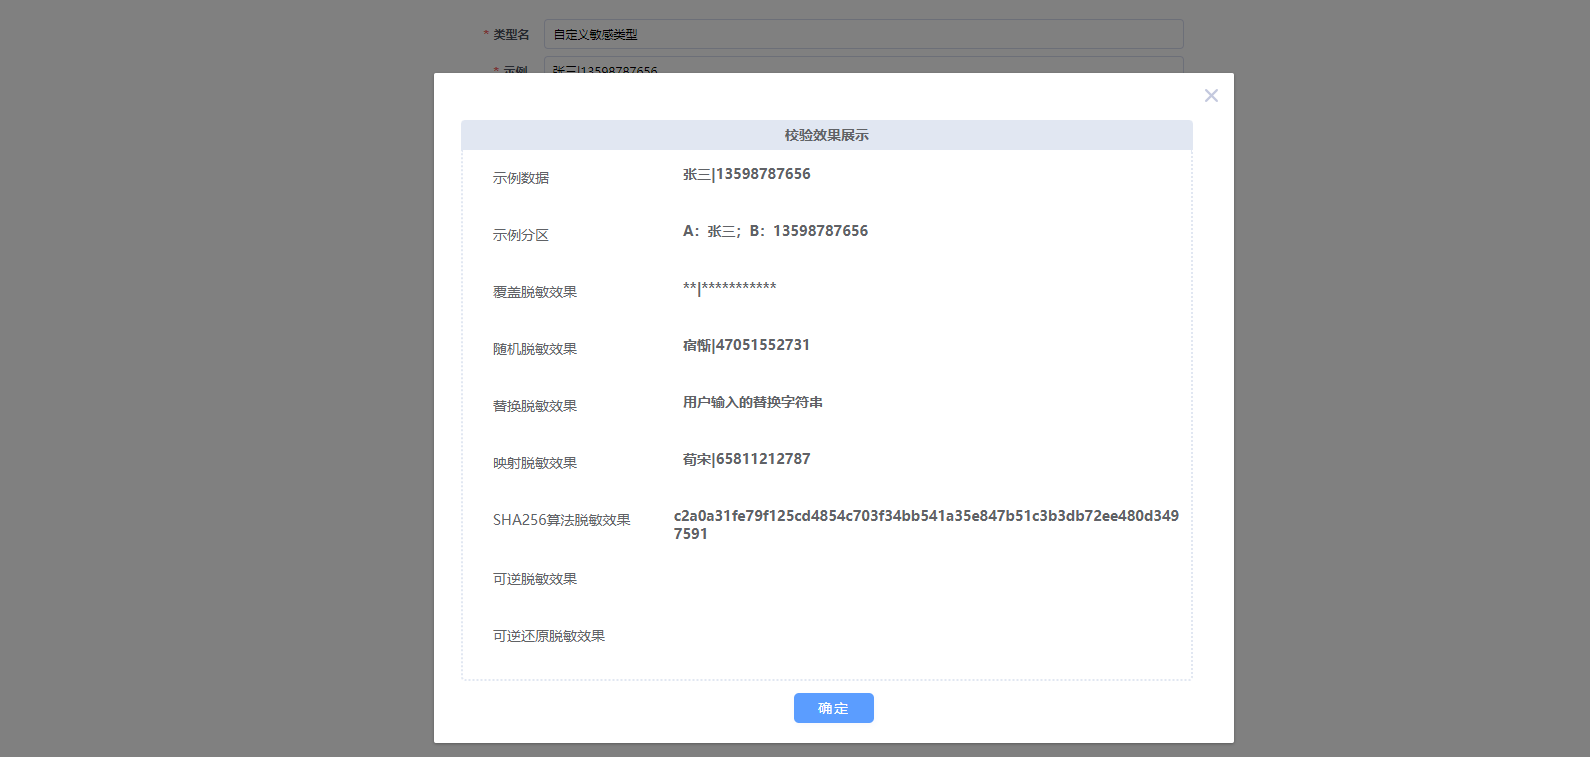 * 类型名 自定义敏感类型
* 示例 张三|13598787656
校验效果展示
示例数据 张三|13598787656
示例分区 A：张三；B：13598787656
覆盖脱敏效果 **|***********
随机脱敏效果 宿惭|47051552731
替换脱敏效果 用户输入的替换字符串
映射脱敏效果 荀宋|65811212787
SHA256算法脱敏效果 c2a0a31fe79f125cd4854c703f34bb541a35e847b51c3b3db72ee480d349
7591
可逆脱敏效果
可逆还原脱敏效果
确定